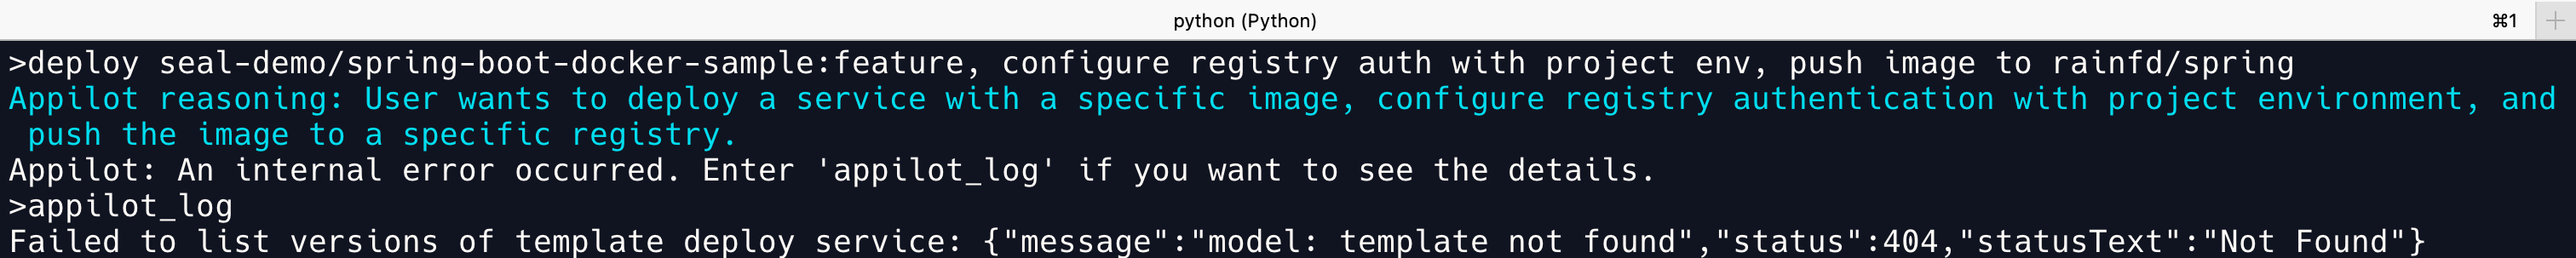 python (Python)
⌘1
>deploy seal-demo/spring-boot-docker-sample:feature, configure registry auth with project env, push image to rainfd/spring
Appilot reasoning: User wants to deploy a service with a specific image, configure registry authentication with project environment, and
push the image to a specific registry.
Appilot: An internal error occurred. Enter 'appilot_log' if you want to see the details.
>appilot_log
Failed to list versions of template deploy service: {"message":"model: template not found","status":404,"statusText":"Not Found"}